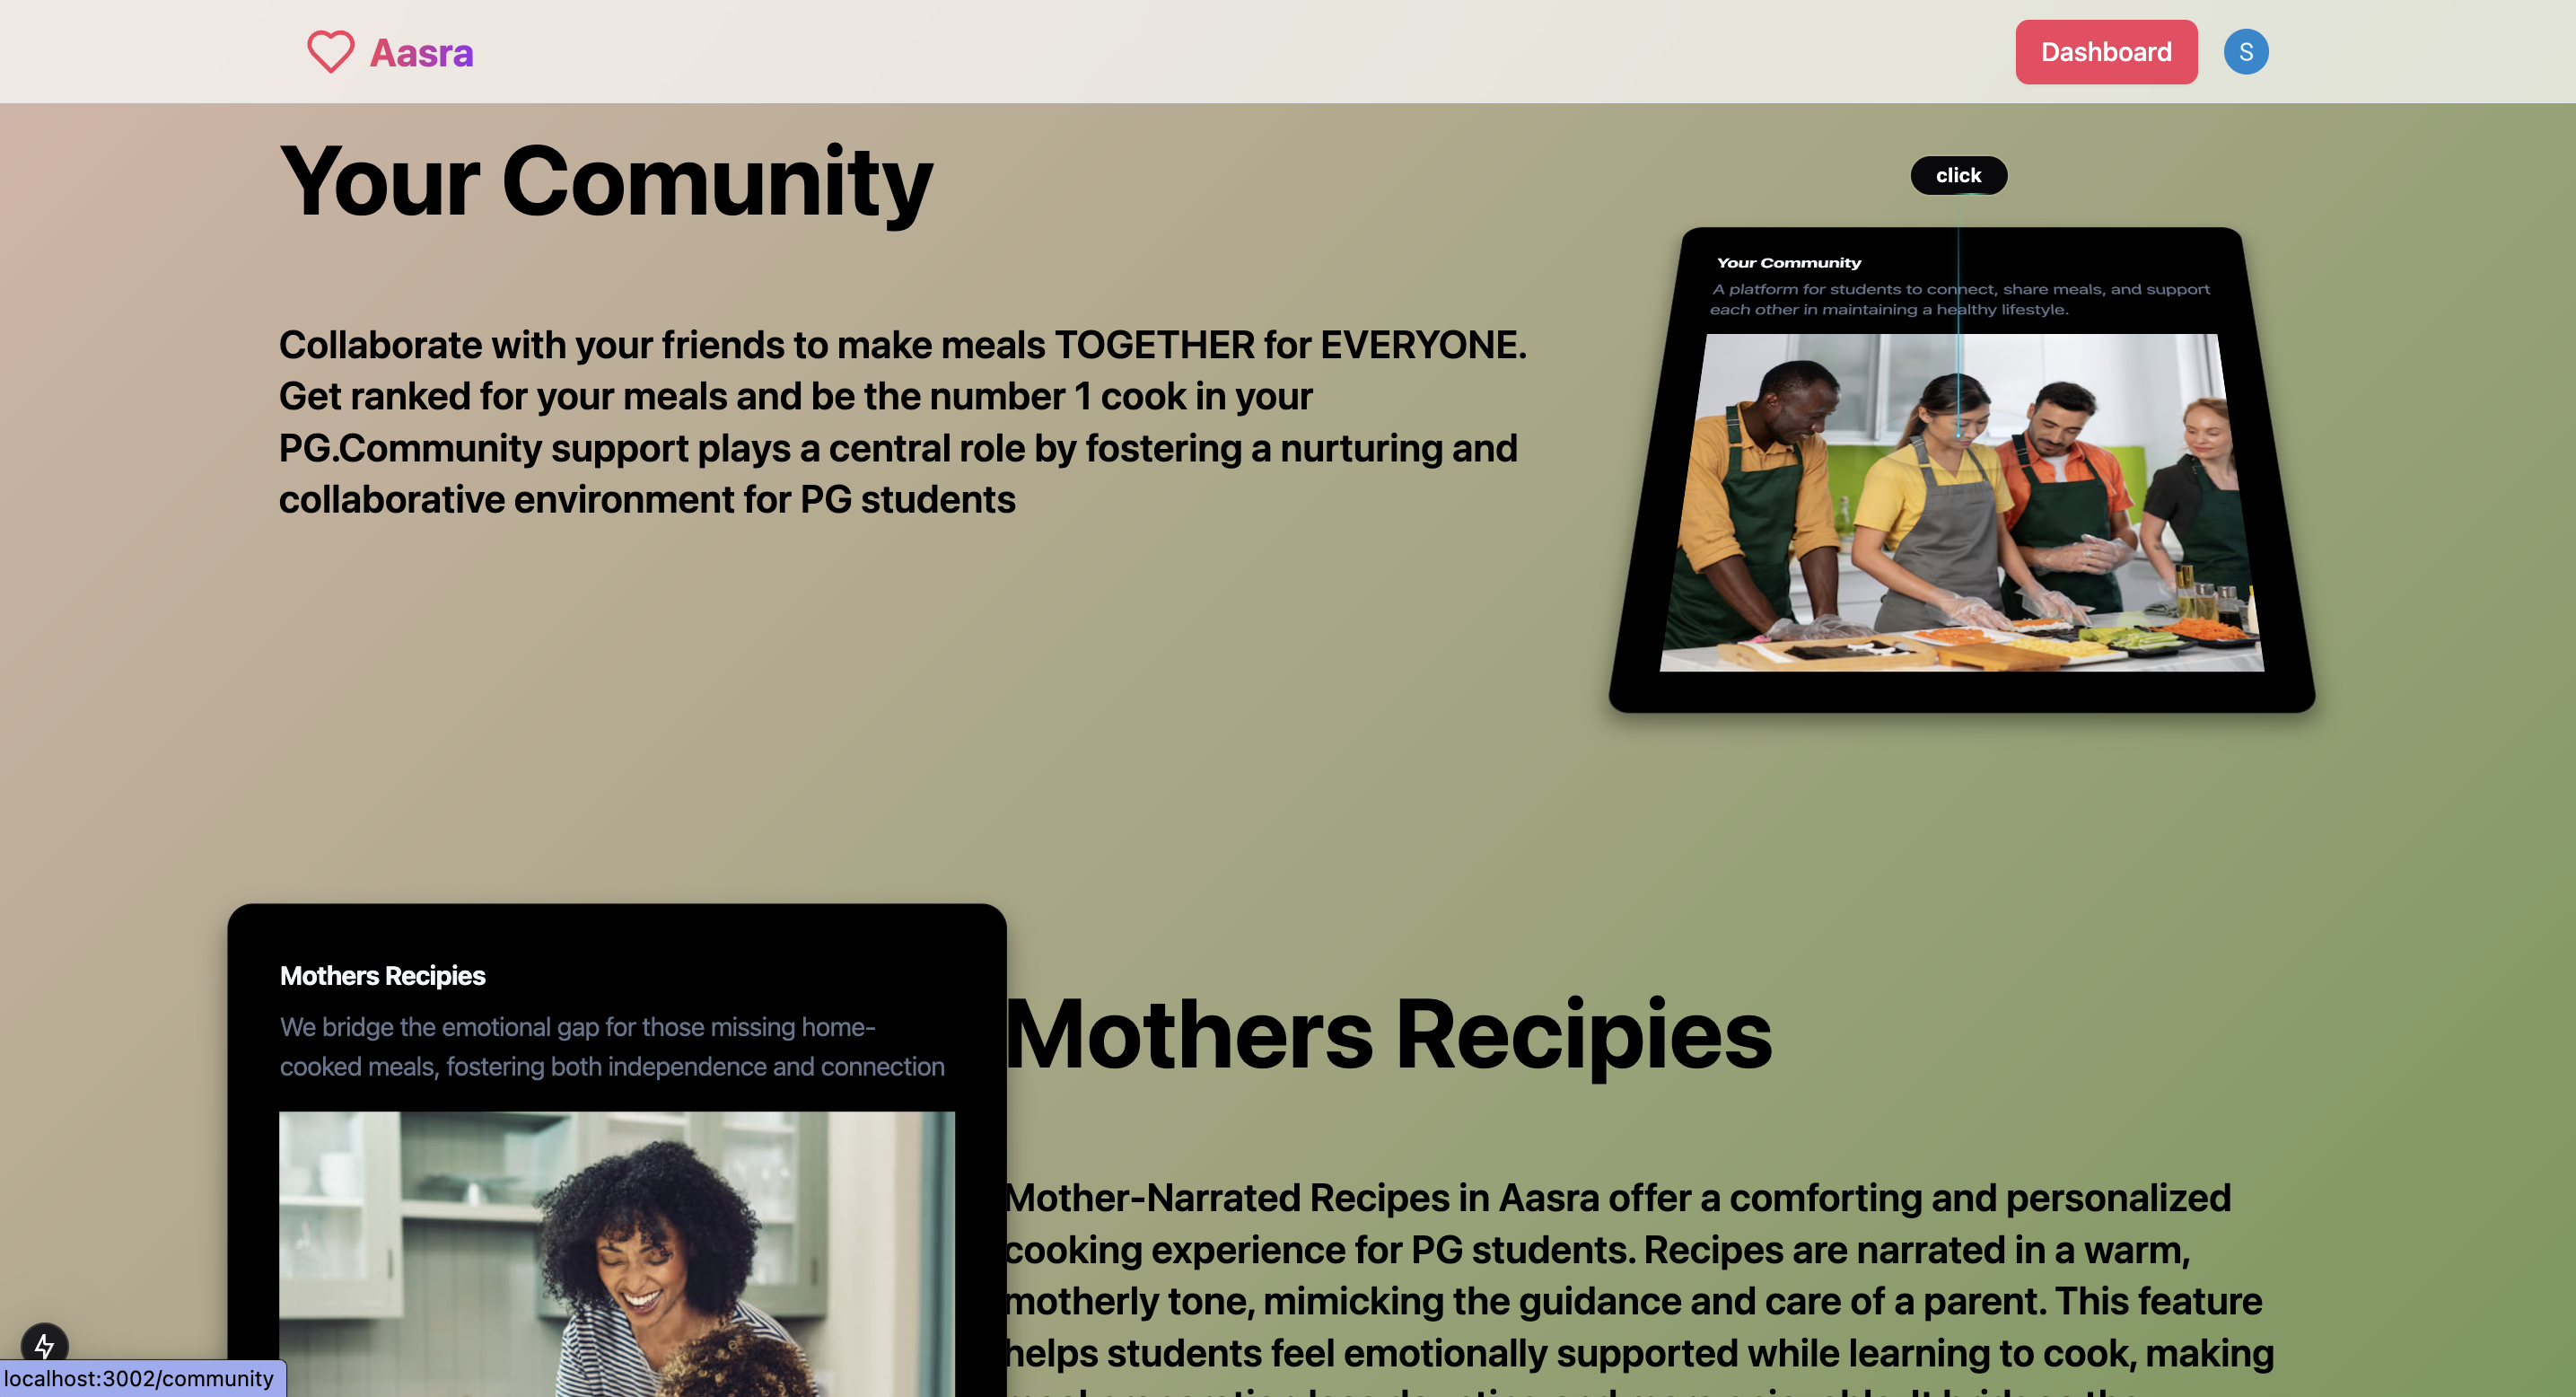 Aasra
Dashboard
S
Your Comunity
Collaborate with your friends to make meals TOGETHER for EVERYONE.
Get ranked for your meals and be the number 1 cook in your
PG.Community support plays a central role by fostering a nurturing and
collaborative environment for PG students
click
Your Community
A platform for students to connect, share meals, and support
each other in maintaining a healthy lifestyle.
Mothers Recipies
We bridge the emotional gap for those missing home-
cooked meals, fostering both independence and connection
Mothers Recipies
Mother-Narrated Recipes in Aasra offer a comforting and personalized
cooking experience for PG students. Recipes are narrated in a warm,
motherly tone, mimicking the guidance and care of a parent. This feature
helps students feel emotionally supported while learning to cook, making
localhost:3002/community